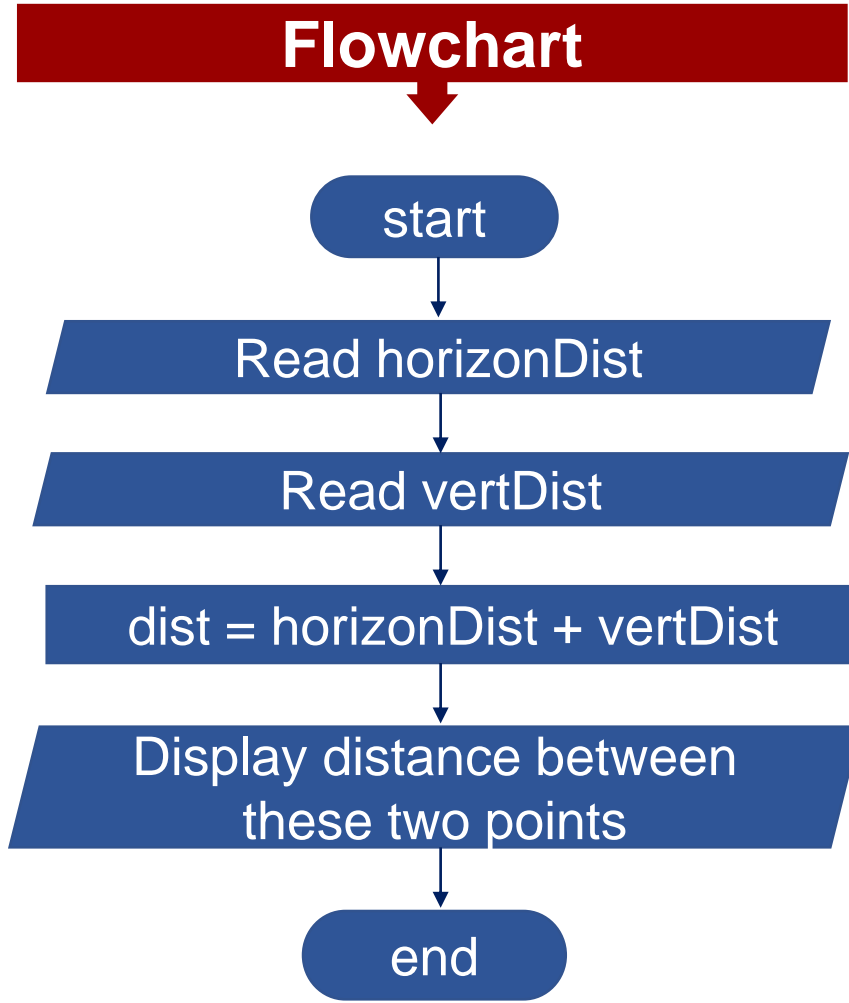 Flowchart
start
Read horizonDist
Read vertDist
dist = horizonDist + vertDist
Display distance between
these two points
end